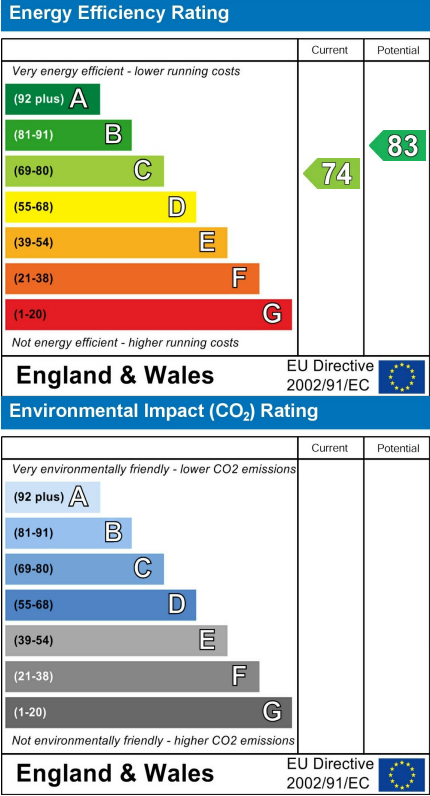 Energy Efficiency Rating
Current Potential
Very energy efficient - lower running costs
(92 plus) A
(81-91) B
83
(69-80) C
74
(55-68) D
(39-54) E
(21-38) F
(1-20) G
Not energy efficient - higher running costs
England & Wales
EU Directive
2002/91/EC
Environmental Impact (CO₂) Rating
Current Potential
Very environmentally friendly - lower CO2 emissions
(92 plus) A
(81-91) B
(69-80) C
(55-68) D
(39-54) E
(21-38) F
(1-20) G
Not environmentally friendly - higher CO2 emissions
England & Wales
EU Directive
2002/91/EC